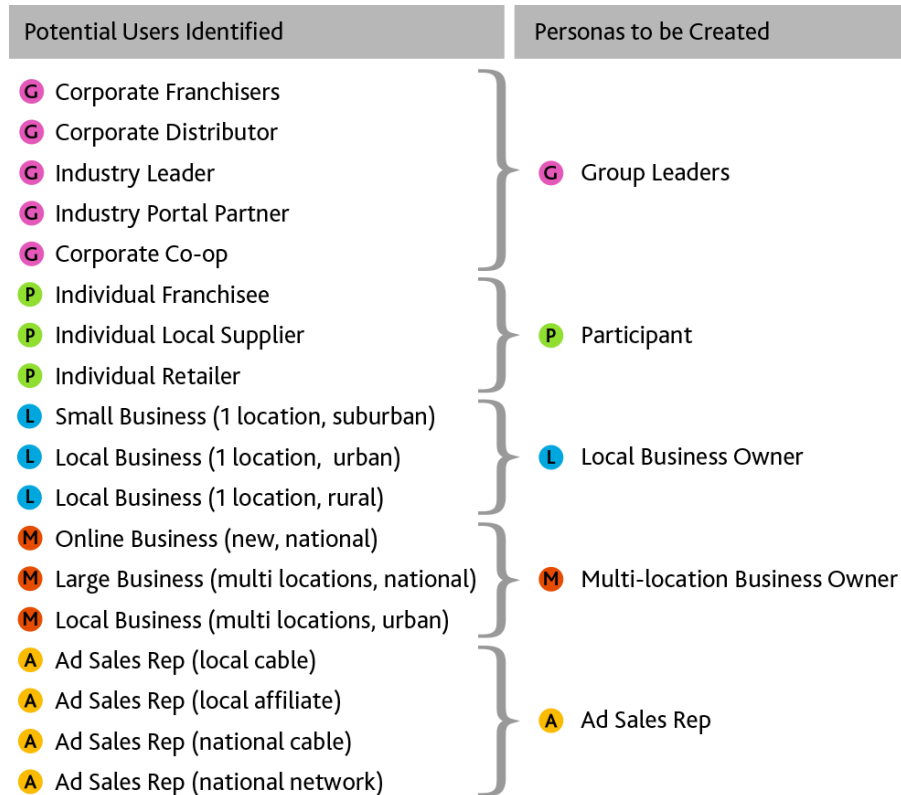 Potential Users Identified
Personas to be Created
G Corporate Franchisers
G Corporate Distributor
G Industry Leader
G Industry Portal Partner
G Corporate Co-op
G Group Leaders
P Individual Franchisee
P Individual Local Supplier
P Individual Retailer
P Participant
L Small Business (1 location, suburban)
L Local Business (1 location, urban)
L Local Business (1 location, rural)
L Local Business Owner
M Online Business (new, national)
M Large Business (multi locations, national)
M Local Business (multi locations, urban)
M Multi-location Business Owner
A Ad Sales Rep (local cable)
A Ad Sales Rep (local affiliate)
A Ad Sales Rep (national cable)
A Ad Sales Rep (national network)
A Ad Sales Rep